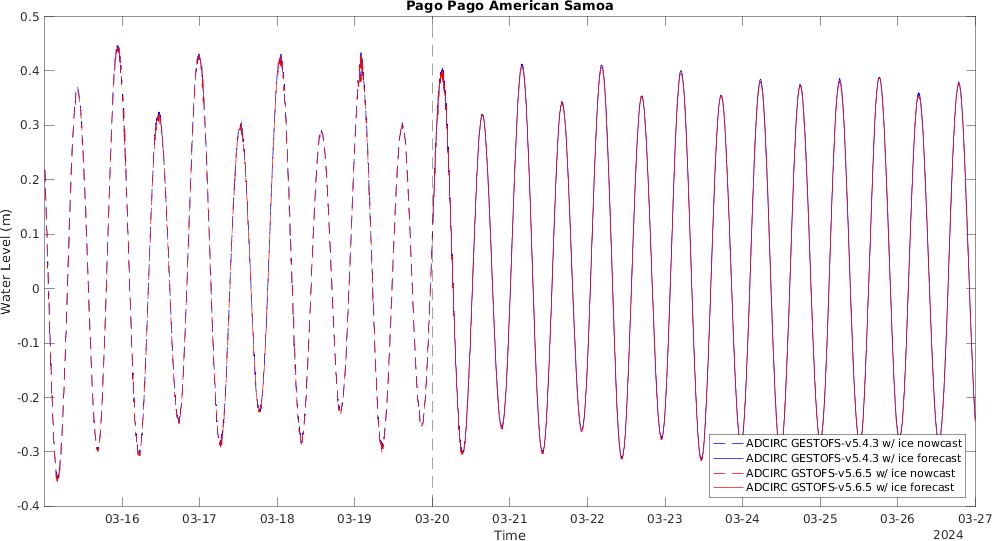 Pago Pago American Samoa
0.5
0.4
0.3
0.2
0.1
0
-0.1
-0.2
-0.3
-0.4
Water Level (m)
ADCIRC GESTOFS-v5.4.3 w/ ice nowcast
ADCIRC GESTOFS-v5.4.3 w/ ice forecast
ADCIRC GSTOFS-v5.6.5 w/ ice nowcast
ADCIRC GSTOFS-v5.6.5 w/ ice forecast
03-16 03-17 03-18 03-19 03-20 03-21 03-22 03-23 03-24 03-25 03-26 03-27
Time
2024